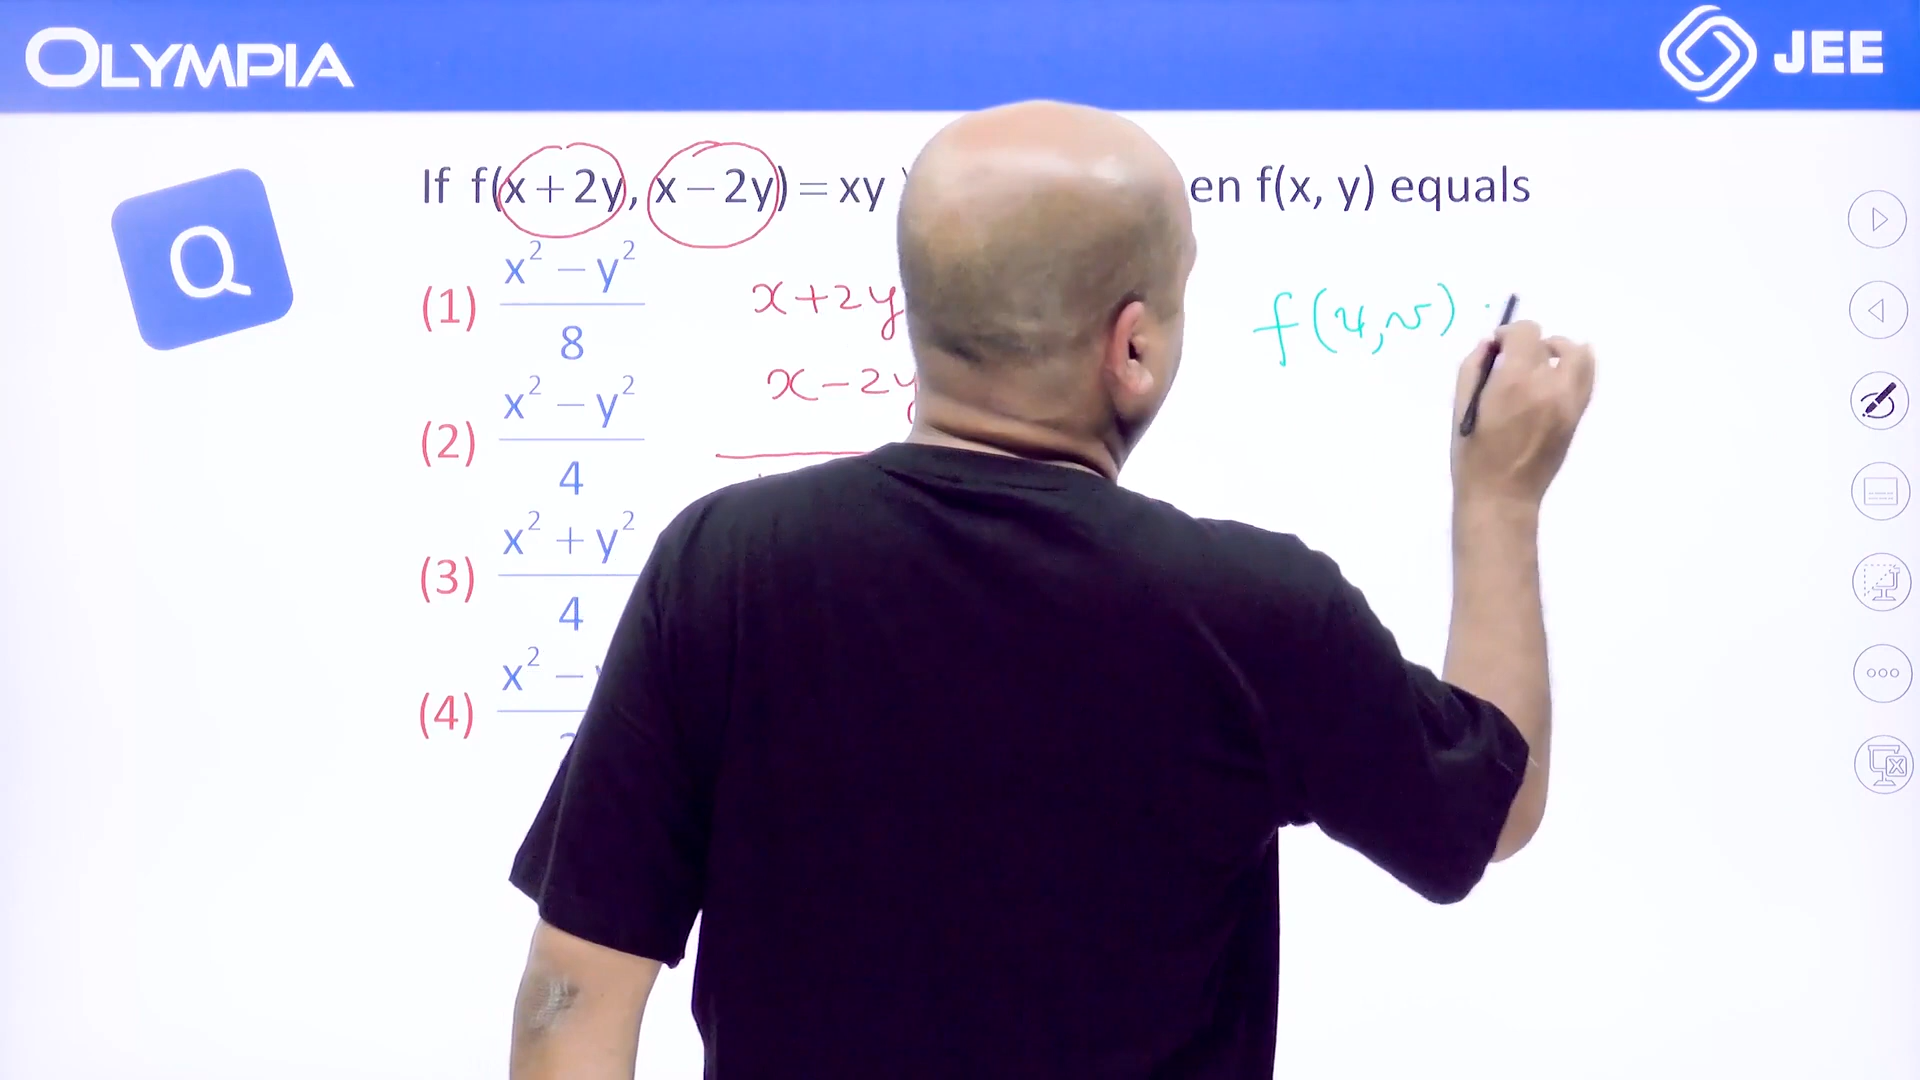 OLYMPIA
JEE
Q
If f(x+2y, x−2y) = xy en f(x, y) equals
(1) x² − y² / 8
(2) x² − y² / 4
(3) x² + y² / 4
(4) x² −
x+2y
x−2y
f(u,v)